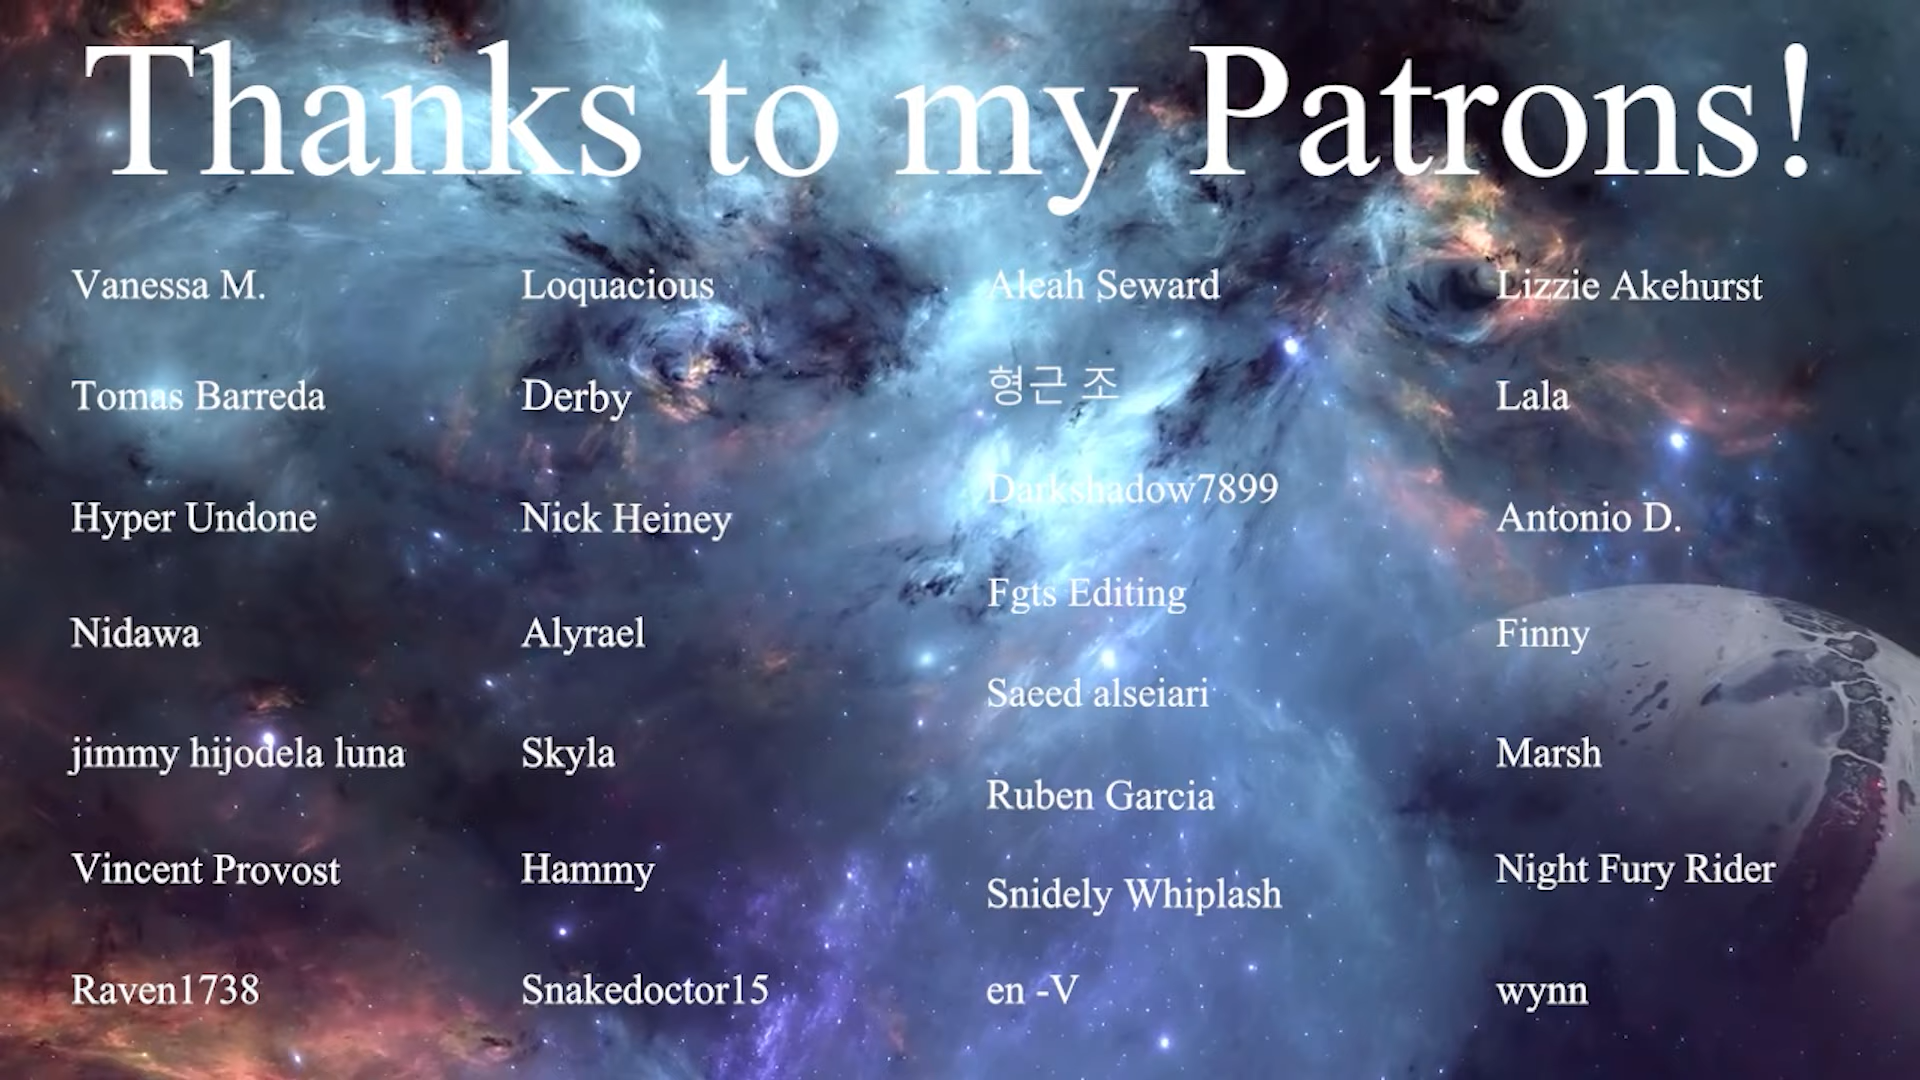 Thanks to my Patrons!
Vanessa M.
Tomas Barreda
Hyper Undone
Nidawa
jimmy hijodela luna
Vincent Provost
Raven1738
Loquacious
Derby
Nick Heiney
Alyrael
Skyla
Hammy
Snakedoctor15
Aleah Seward
형근 조
Darkshadow7899
Fgts Editing
Saeed alseiari
Ruben Garcia
Snidely Whiplash
en -V
Lizzie Akehurst
Lala
Antonio D.
Finny
Marsh
Night Fury Rider
wynn